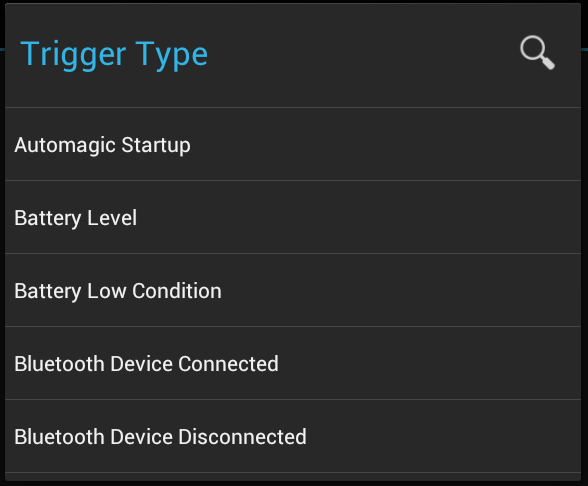 Trigger Type
Automagic Startup
Battery Level
Battery Low Condition
Bluetooth Device Connected
Bluetooth Device Disconnected